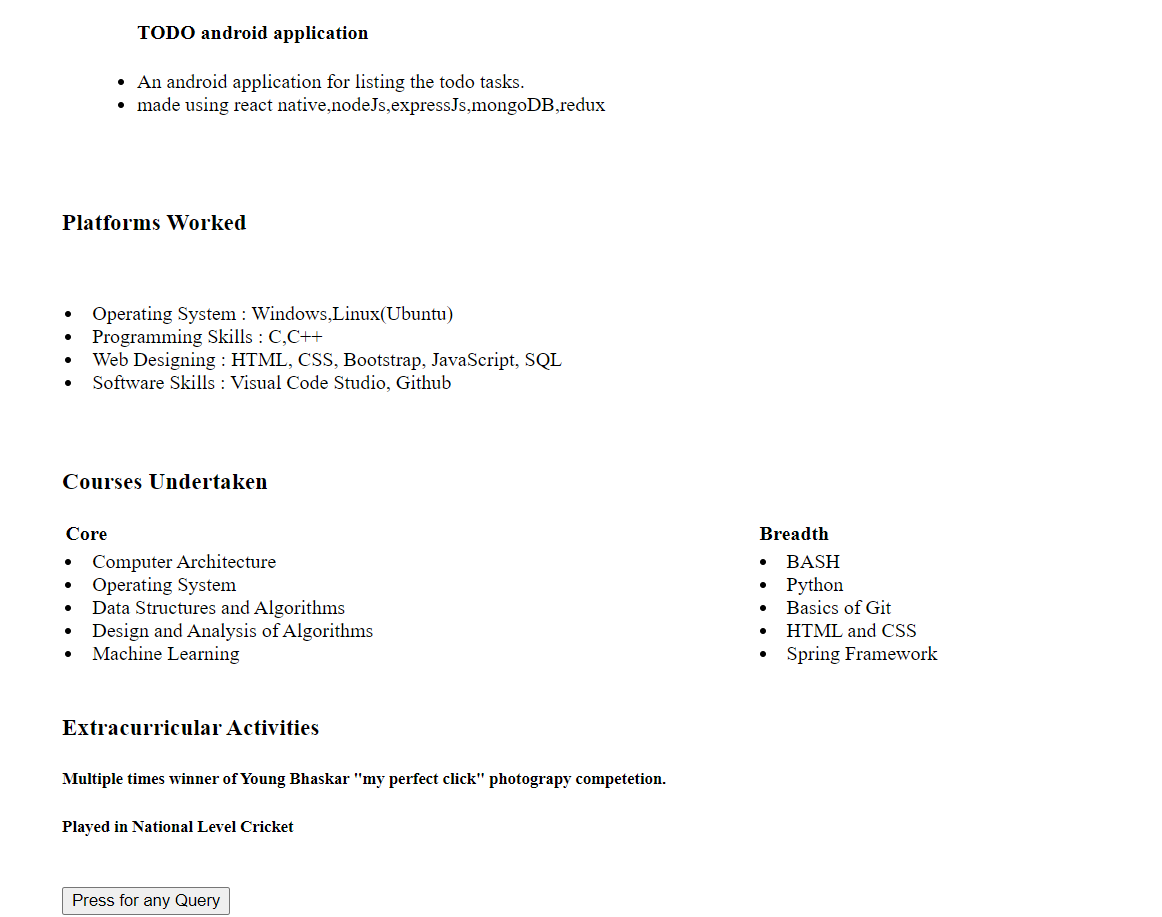 TODO android application
An android application for listing the todo tasks.
made using react native,nodeJs,expressJs,mongoDB,redux
Platforms Worked
Operating System : Windows,Linux(Ubuntu)
Programming Skills : C,C++
Web Designing : HTML, CSS, Bootstrap, JavaScript, SQL
Software Skills : Visual Code Studio, Github
Courses Undertaken
Core
Computer Architecture
Operating System
Data Structures and Algorithms
Design and Analysis of Algorithms
Machine Learning
Breadth
BASH
Python
Basics of Git
HTML and CSS
Spring Framework
Extracurricular Activities
Multiple times winner of Young Bhaskar "my perfect click" photograpy competetion.
Played in National Level Cricket
Press for any Query